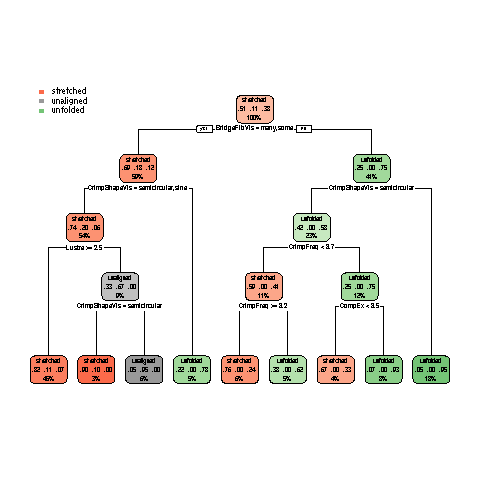 stretched
unaligned
unfolded
stretched
.51 .11 .38
100%
yes BridgeFibVis = many,some no
stretched
.69 .18 .12
59%
unfolded
.25 .00 .75
41%
CrimpShapeVis = semicircular,sine
CrimpShapeVis = semicircular
stretched
.74 .20 .06
54%
unfolded
.42 .00 .58
23%
Lustre >= 2.5
CrimpFreq < 8.7
unaligned
.33 .67 .00
9%
stretched
.59 .00 .41
11%
unfolded
.25 .00 .75
12%
CrimpShapeVis = semicircular
CrimpFreq >= 8.2
CompEx < 8.5
stretched
.82 .11 .07
45%
stretched
.90 .10 .00
3%
unaligned
.05 .95 .00
6%
unfolded
.22 .00 .78
5%
stretched
.76 .00 .24
6%
unfolded
.38 .00 .62
5%
stretched
.67 .00 .33
4%
unfolded
.07 .00 .93
8%
unfolded
.05 .00 .95
18%